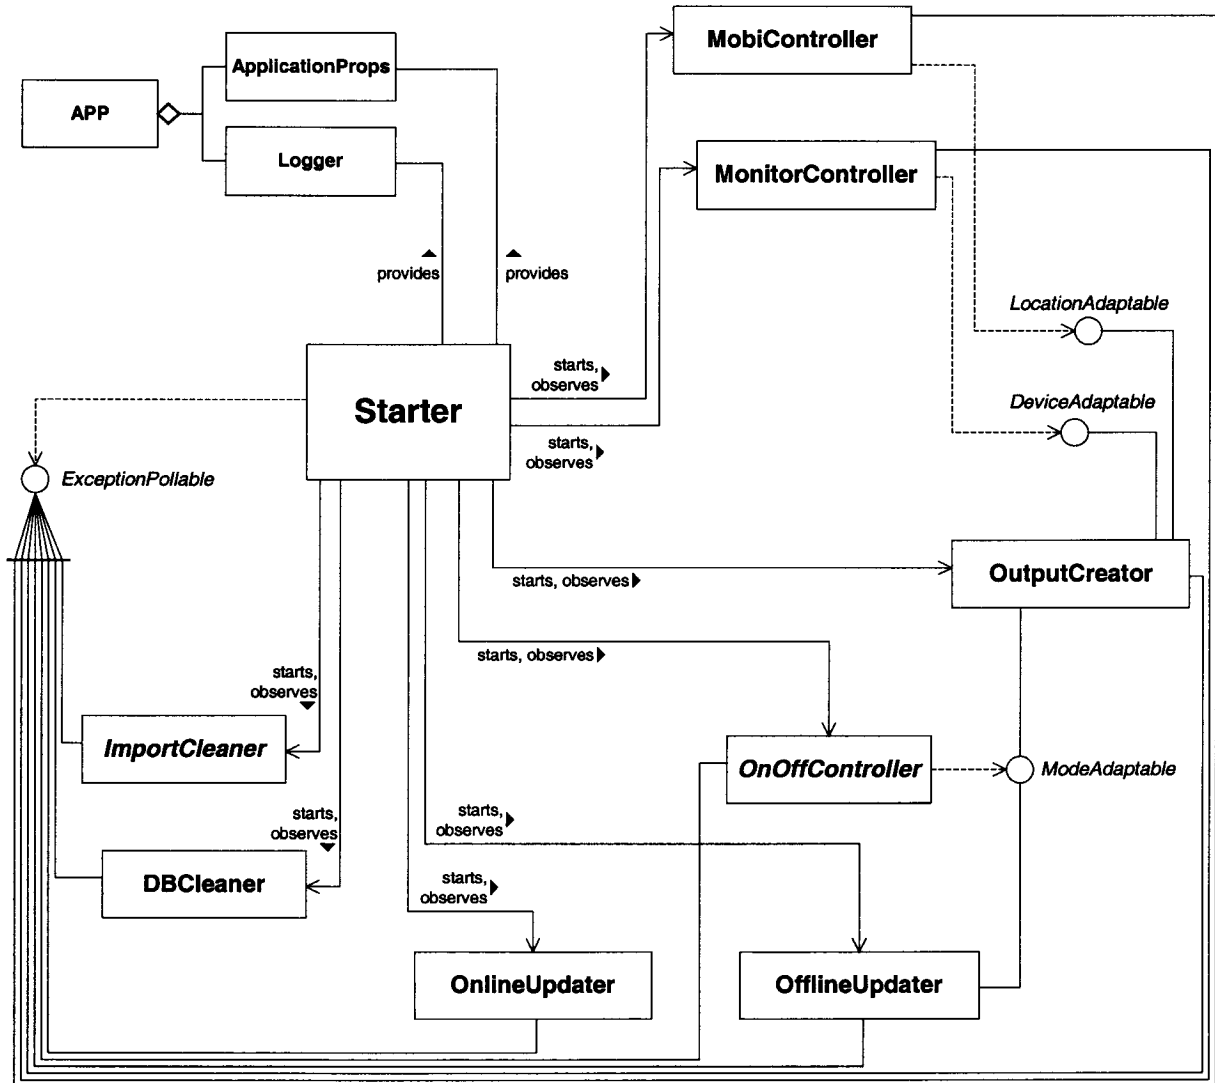 MobiController
ApplicationProps
APP
Logger
MonitorController
provides
provides
LocationAdaptable
starts,
observes
Starter
DeviceAdaptable
starts,
observes
ExceptionPollable
OutputCreator
starts, observes
starts, observes
starts,
observes
ImportCleaner
OnOffController
ModeAdaptable
starts,
observes
starts,
observes
DBCleaner
starts,
observes
OnlineUpdater
OfflineUpdater